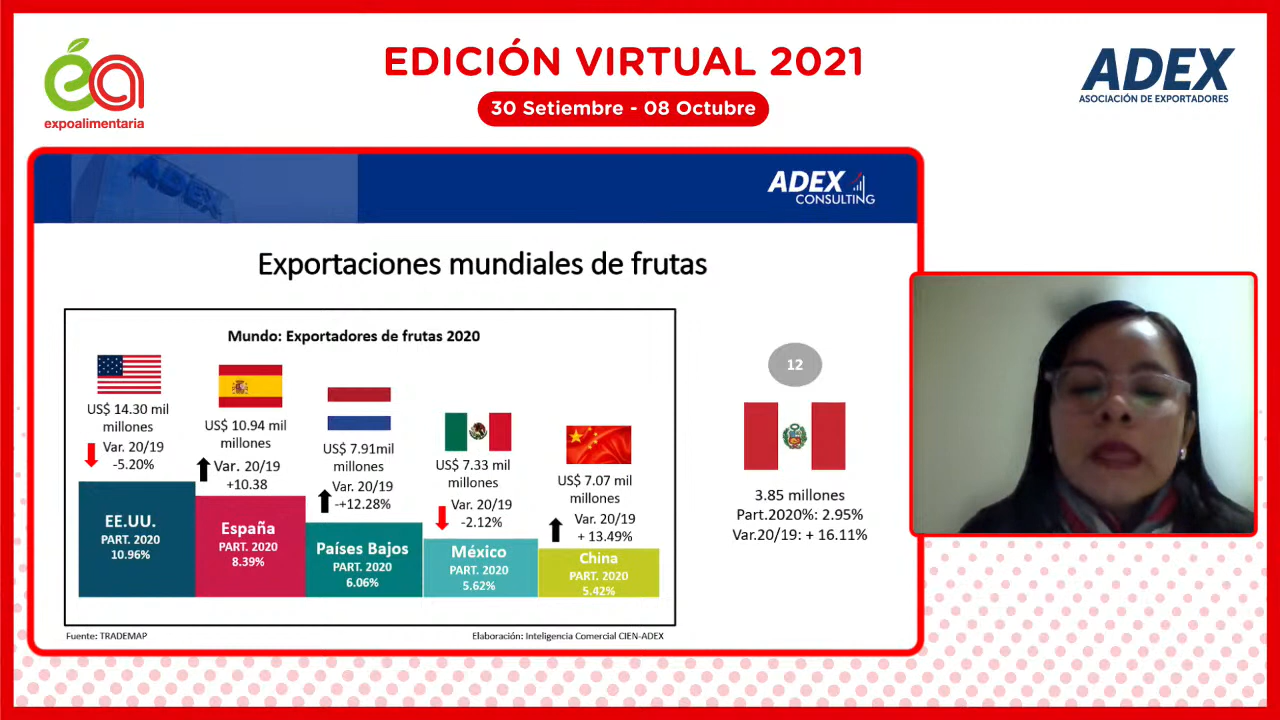 EDICIÓN VIRTUAL 2021
30 Setiembre - 08 Octubre
éa
expoalimentaria
ADEX
ASOCIACIÓN DE EXPORTADORES
ADEX
ADEX
CONSULTING
Exportaciones mundiales de frutas
Mundo: Exportadores de frutas 2020
US$ 14.30 mil
millones
Var. 20/19
-5.20%
EE.UU.
PART. 2020
10.96%
US$ 10.94 mil
millones
Var. 20/19
+10.38
España
PART. 2020
8.39%
US$ 7.91mil
millones
Var. 20/19
-+12.28%
Países Bajos
PART. 2020
6.06%
US$ 7.33 mil
millones
Var. 20/19
-2.12%
México
PART. 2020
5.62%
US$ 7.07 mil
millones
Var. 20/19
+ 13.49%
China
PART. 2020
5.42%
12
3.85 millones
Part.2020%: 2.95%
Var.20/19: + 16.11%
Fuente: TRADEMAP
Elaboración: Inteligencia Comercial CIEN-ADEX